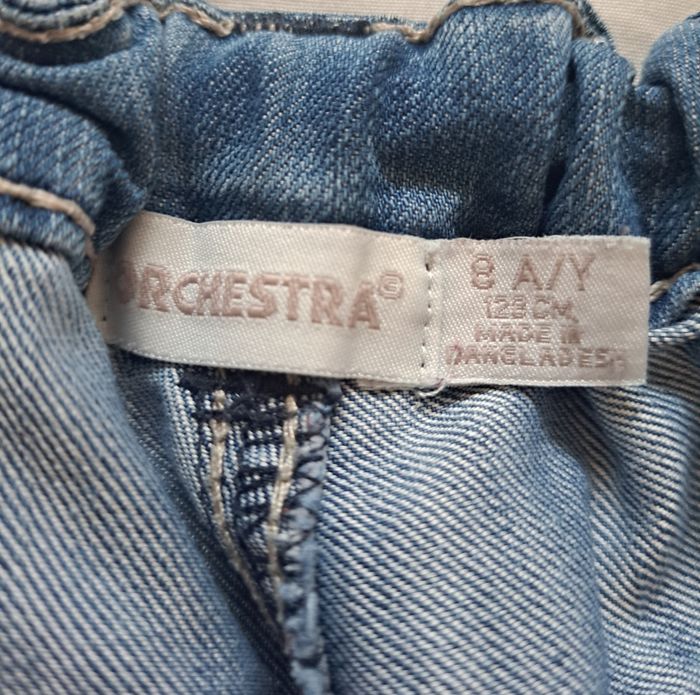 ORCHESTRA©
8 A/Y
128 CM.
MADE IN
BANGLADESH